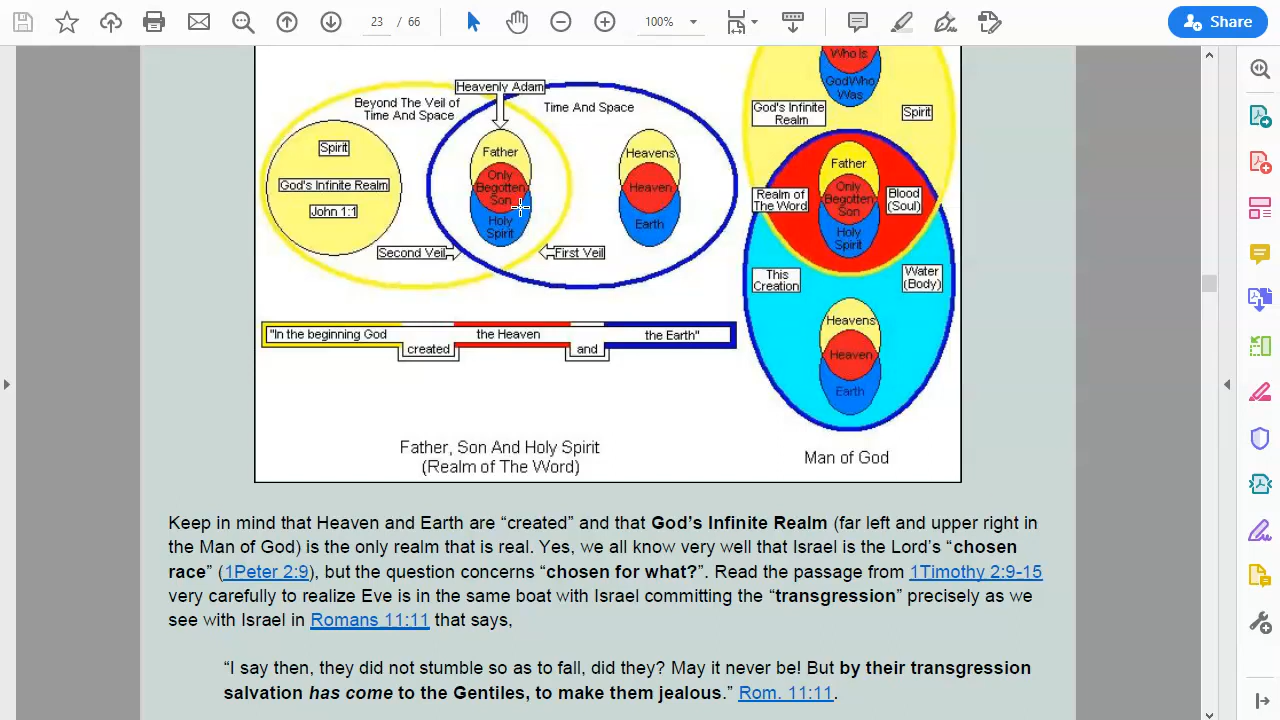 23 / 66
100%
Share
Heavenly Adam
Beyond The Veil of
Time And Space
Time And Space
Spirit
God's Infinite Realm
John 1:1
Father
Only
Begotten
Son
Holy
Spirit
Heavens
Heaven
Earth
Second Veil
First Veil
"In the beginning God
created
the Heaven
and
the Earth"
Father, Son And Holy Spirit
(Realm of The Word)
Who Is
God Who
Was
God's Infinite
Realm
Spirit
Father
Only
Begotten
Son
Holy
Spirit
Realm of
The Word
Blood
(Soul)
This
Creation
Water
(Body)
Heavens
Heaven
Earth
Man of God
Keep in mind that Heaven and Earth are “created” and that God’s Infinite Realm (far left and upper right in
the Man of God) is the only realm that is real. Yes, we all know very well that Israel is the Lord’s “chosen
race” (1Peter 2:9), but the question concerns “chosen for what?”. Read the passage from 1Timothy 2:9-15
very carefully to realize Eve is in the same boat with Israel committing the “transgression” precisely as we
see with Israel in Romans 11:11 that says,
“I say then, they did not stumble so as to fall, did they? May it never be! But by their transgression
salvation has come to the Gentiles, to make them jealous.” Rom. 11:11.